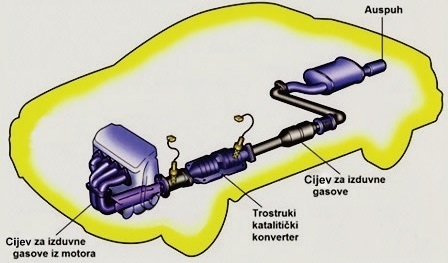 Auspuh
Cijev za izduvne
gasove
Trostruki
katalitički
konverter
Cijev za izduvne
gasove iz motora